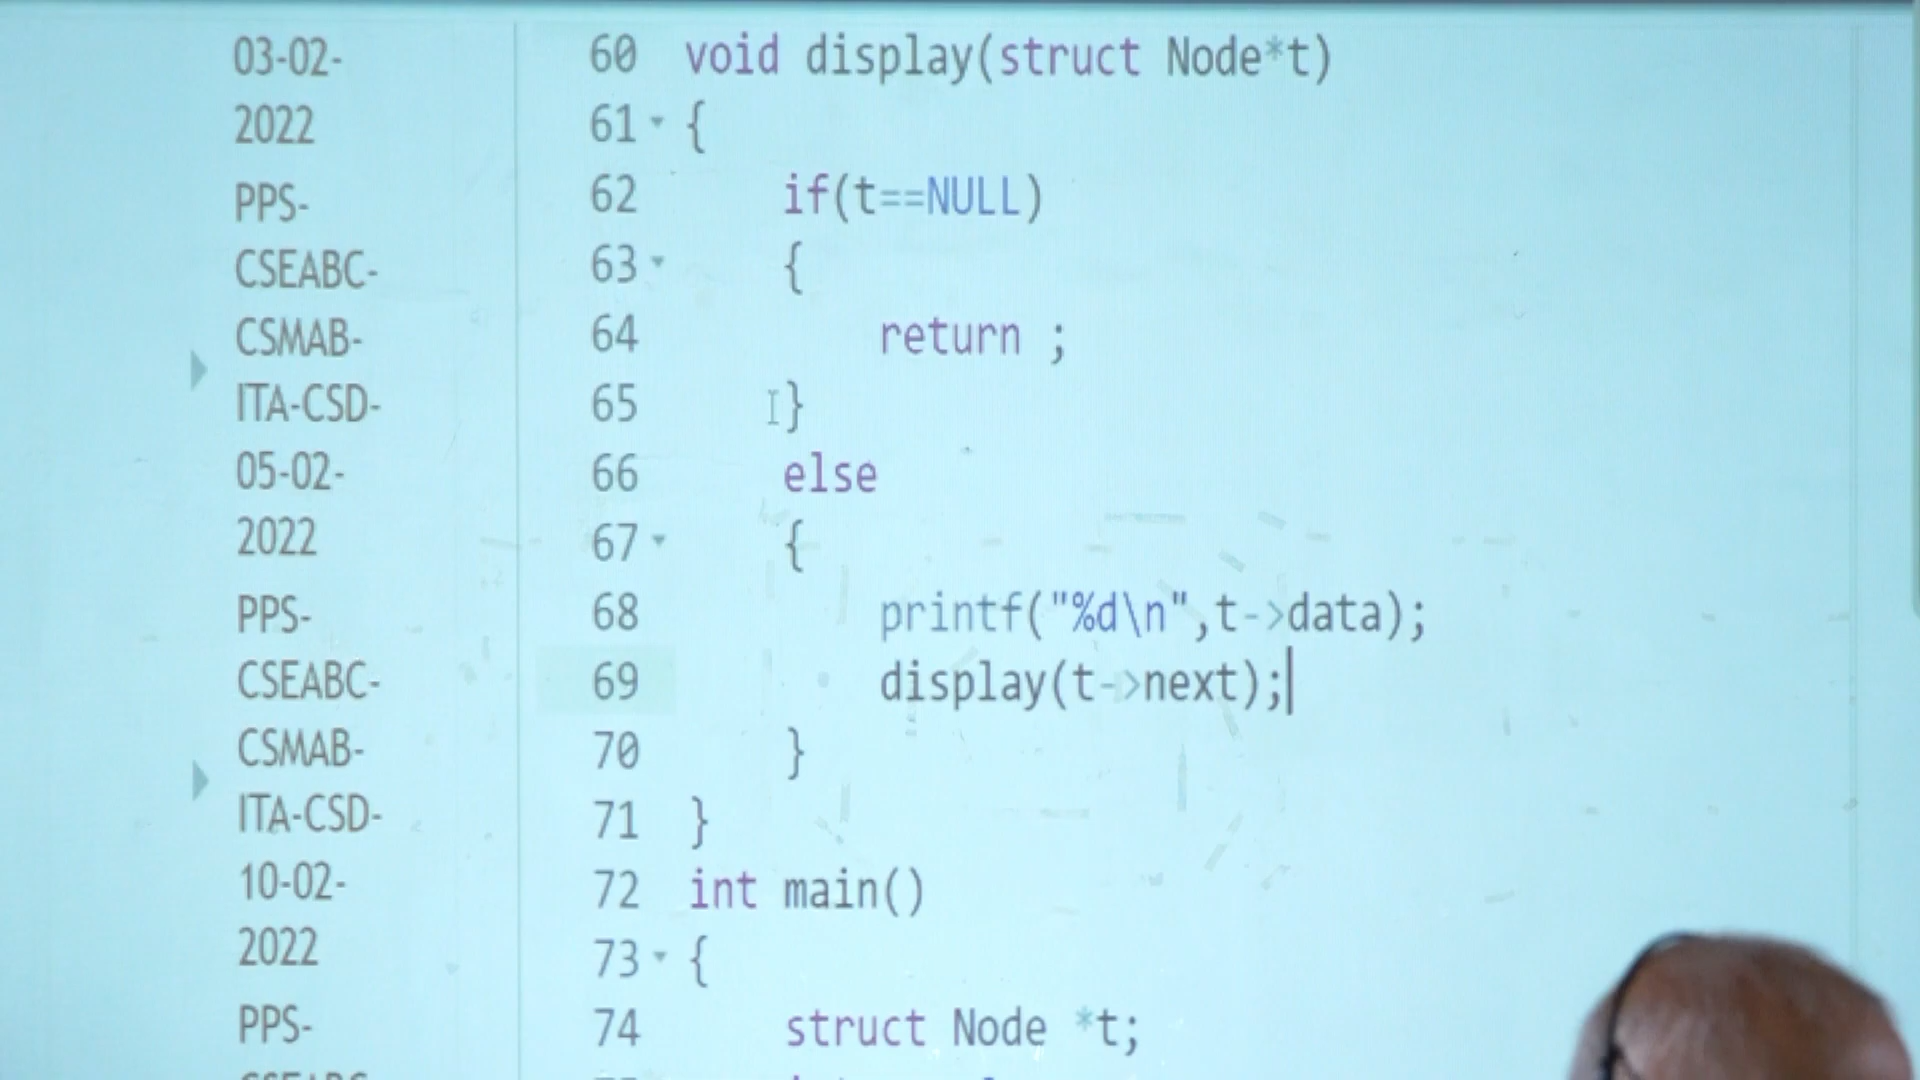 03-02-
2022
PPS-
CSEABC-
CSMAB-
ITA-CSD-
05-02-
2022
PPS-
CSEABC-
CSMAB-
ITA-CSD-
10-02-
2022
PPS-
60 void display(struct Node*t)
61 {
62 if(t==NULL)
63 {
64 return ;
65 }
66 else
67 {
68 printf("%d\n",t->data);
69 display(t->next);
70 }
71 }
72 int main()
73 {
74 struct Node *t;